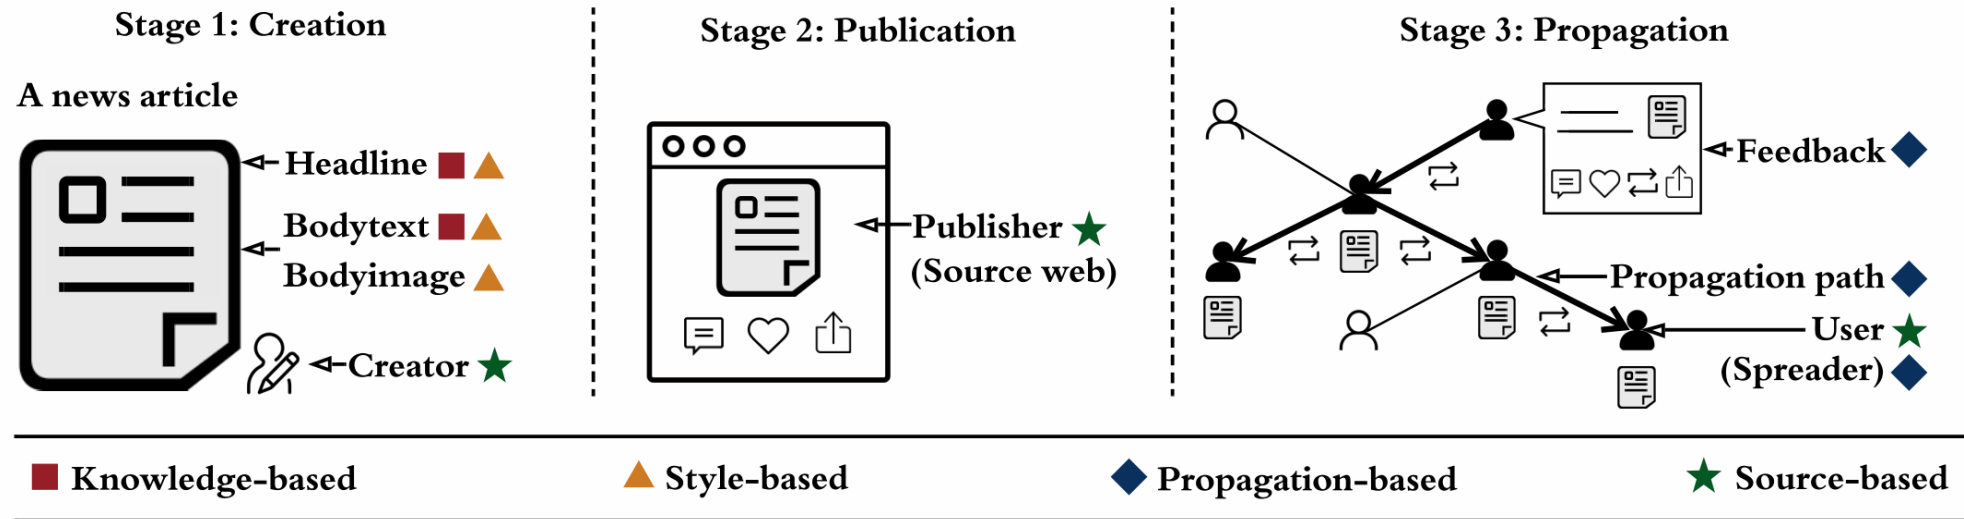 Stage 1: Creation
A news article
Headline
Bodytext
Bodyimage
Creator
Stage 2: Publication
Publisher
(Source web)
Stage 3: Propagation
Feedback
Propagation path
User
(Spreader)
Knowledge-based
Style-based
Propagation-based
Source-based